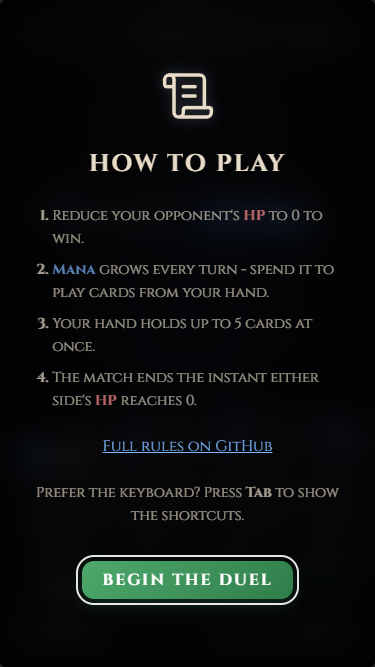 HOW TO PLAY
1. Reduce your opponent's HP to 0 to
win.
2. Mana grows every turn - spend it to
play cards from your hand.
3. Your hand holds up to 5 cards at
once.
4. The match ends the instant either
side's HP reaches 0.
Full rules on GitHub
Prefer the keyboard? Press Tab to show
the shortcuts.
BEGIN THE DUEL